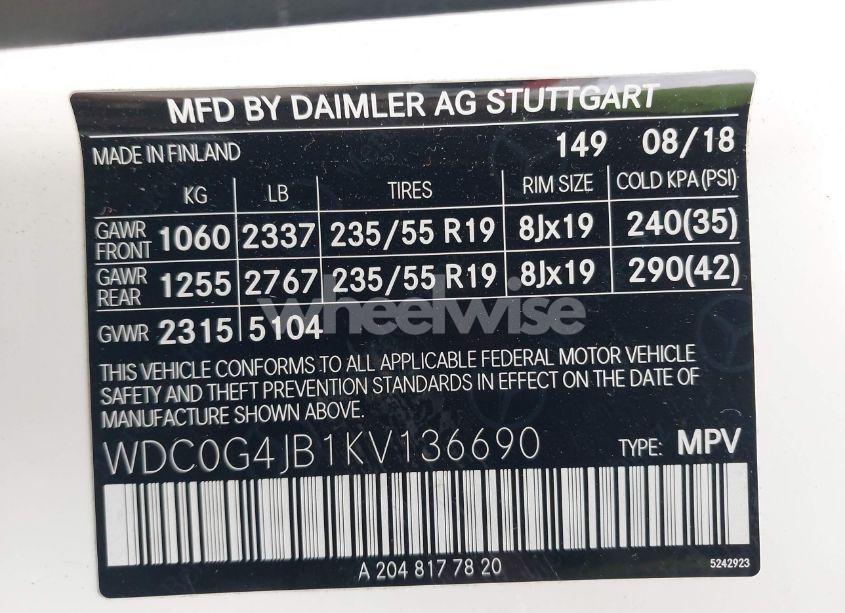 MFD BY DAIMLER AG STUTTGART
MADE IN FINLAND 149 08/18
KG LB TIRES RIM SIZE COLD KPA(PSI)
GAWR FRONT 1060 2337 235/55 R19 8Jx19 240(35)
GAWR REAR 1255 2767 235/55 R19 8Jx19 290(42)
GVWR 2315 5104
wheelwise
THIS VEHICLE CONFORMS TO ALL APPLICABLE FEDERAL MOTOR VEHICLE
SAFETY AND THEFT PREVENTION STANDARDS IN EFFECT ON THE DATE OF
MANUFACTURE SHOWN ABOVE.
WDC0G4JB1KV136690 TYPE: MPV
A 204 817 78 20 5242923